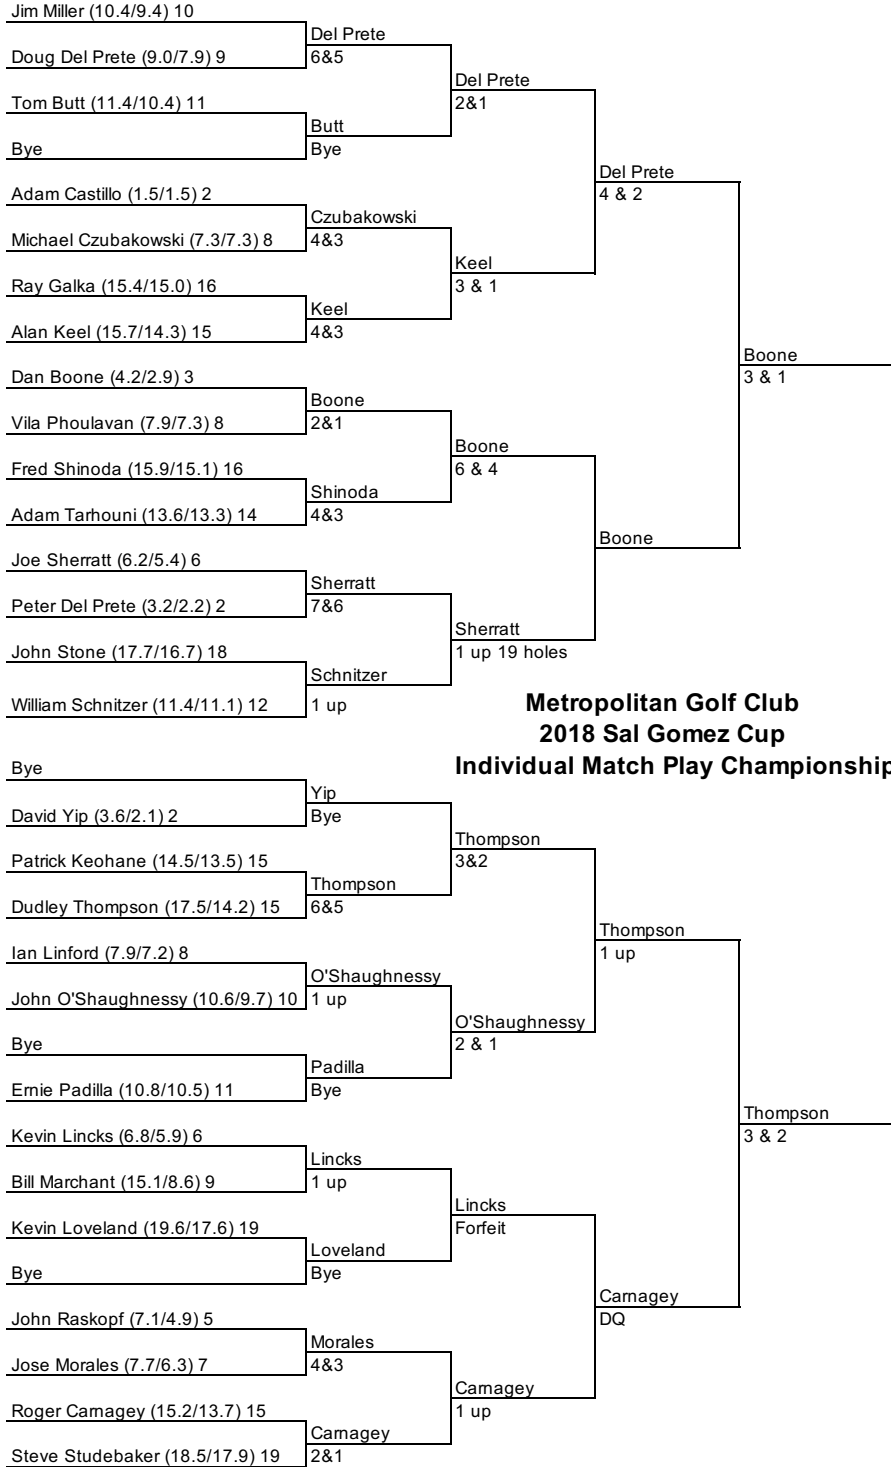 Jim Miller (10.4/9.4) 10
Del Prete
Doug Del Prete (9.0/7.9) 9
6&5
Del Prete
Tom Butt (11.4/10.4) 11
2&1
Butt
Bye
Bye
Del Prete
Adam Castillo (1.5/1.5) 2
4 & 2
Czubakowski
Michael Czubakowski (7.3/7.3) 8
4&3
Keel
Ray Galka (15.4/15.0) 16
3 & 1
Keel
Alan Keel (15.7/14.3) 15
4&3
Boone
Dan Boone (4.2/2.9) 3
3 & 1
Boone
Vila Phoulavan (7.9/7.3) 8
2&1
Boone
Fred Shinoda (15.9/15.1) 16
6 & 4
Shinoda
Adam Tarhouni (13.6/13.3) 14
4&3
Boone
Joe Sherratt (6.2/5.4) 6
Sherratt
Peter Del Prete (3.2/2.2) 2
7&6
Sherratt
John Stone (17.7/16.7) 18
1 up 19 holes
Schnitzer
William Schnitzer (11.4/11.1) 12
1 up
Metropolitan Golf Club
2018 Sal Gomez Cup
Individual Match Play Championship
Bye
Yip
David Yip (3.6/2.1) 2
Bye
Thompson
Patrick Keohane (14.5/13.5) 15
3&2
Thompson
Dudley Thompson (17.5/14.2) 15
6&5
Thompson
Ian Linford (7.9/7.2) 8
1 up
O'Shaughnessy
John O'Shaughnessy (10.6/9.7) 10
1 up
O'Shaughnessy
Bye
2 & 1
Padilla
Ernie Padilla (10.8/10.5) 11
Bye
Thompson
Kevin Lincks (6.8/5.9) 6
3 & 2
Lincks
Bill Marchant (15.1/8.6) 9
1 up
Lincks
Kevin Loveland (19.6/17.6) 19
Forfeit
Loveland
Bye
Bye
Carnagey
John Raskopf (7.1/4.9) 5
DQ
Morales
Jose Morales (7.7/6.3) 7
4&3
Carnagey
Roger Carnagey (15.2/13.7) 15
1 up
Carnagey
Steve Studebaker (18.5/17.9) 19
2&1